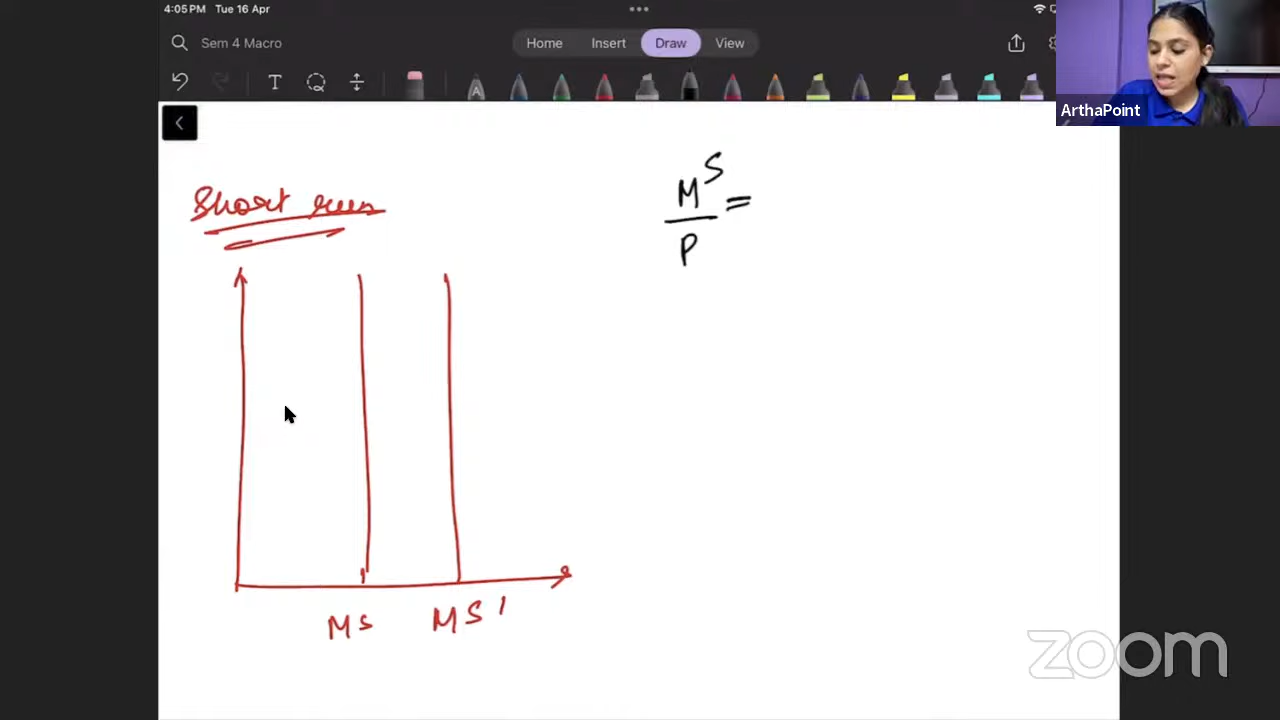 4:05 PM Tue 16 Apr
Sem 4 Macro
Home Insert Draw View
T
A
ArthaPoint
Short run
M^S
=
P
MS MS'
zoom